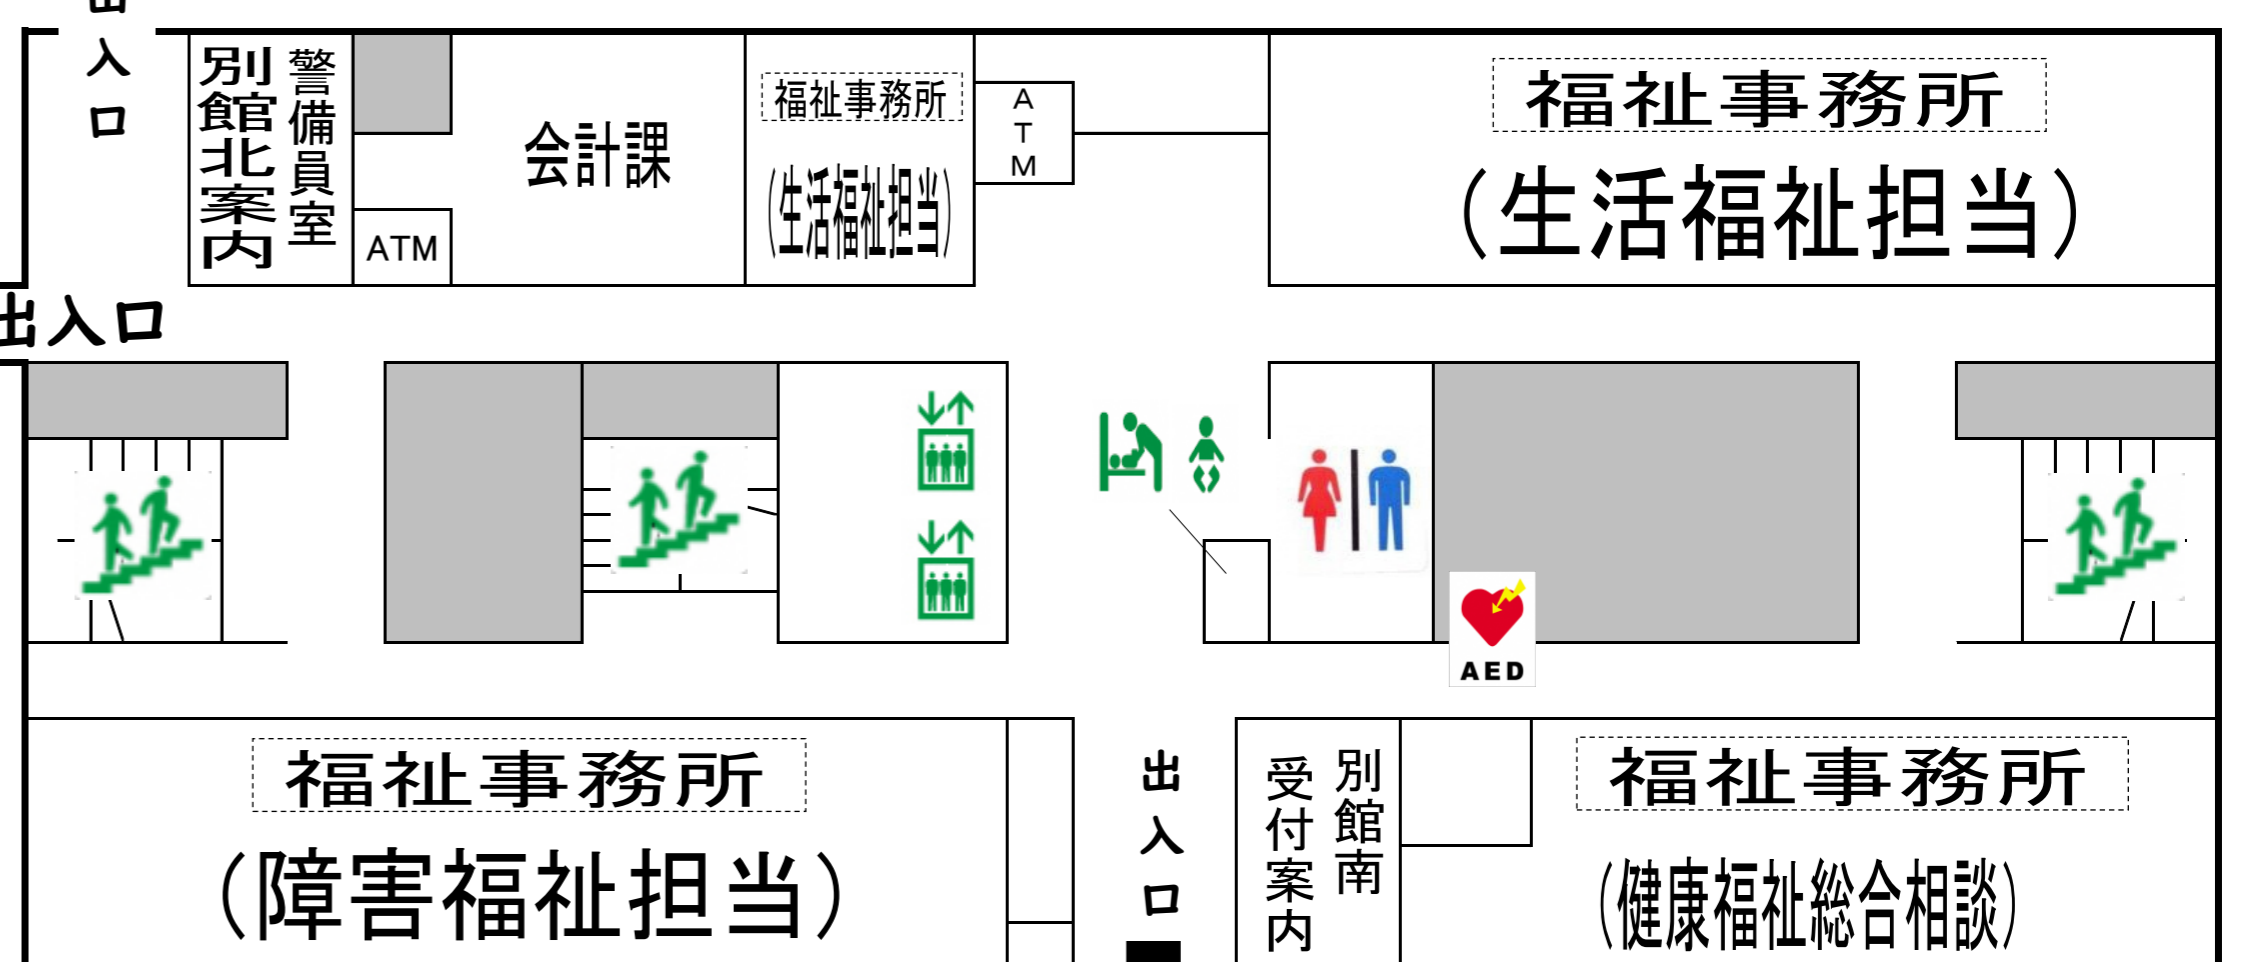 出入口
別館北案内
警備員室
ATM
会計課
福祉事務所
(生活福祉担当)
ATM
福祉事務所
(生活福祉担当)
出入口
AED
福祉事務所
(障害福祉担当)
出入口
別館南
受付案内
福祉事務所
(健康福祉総合相談)